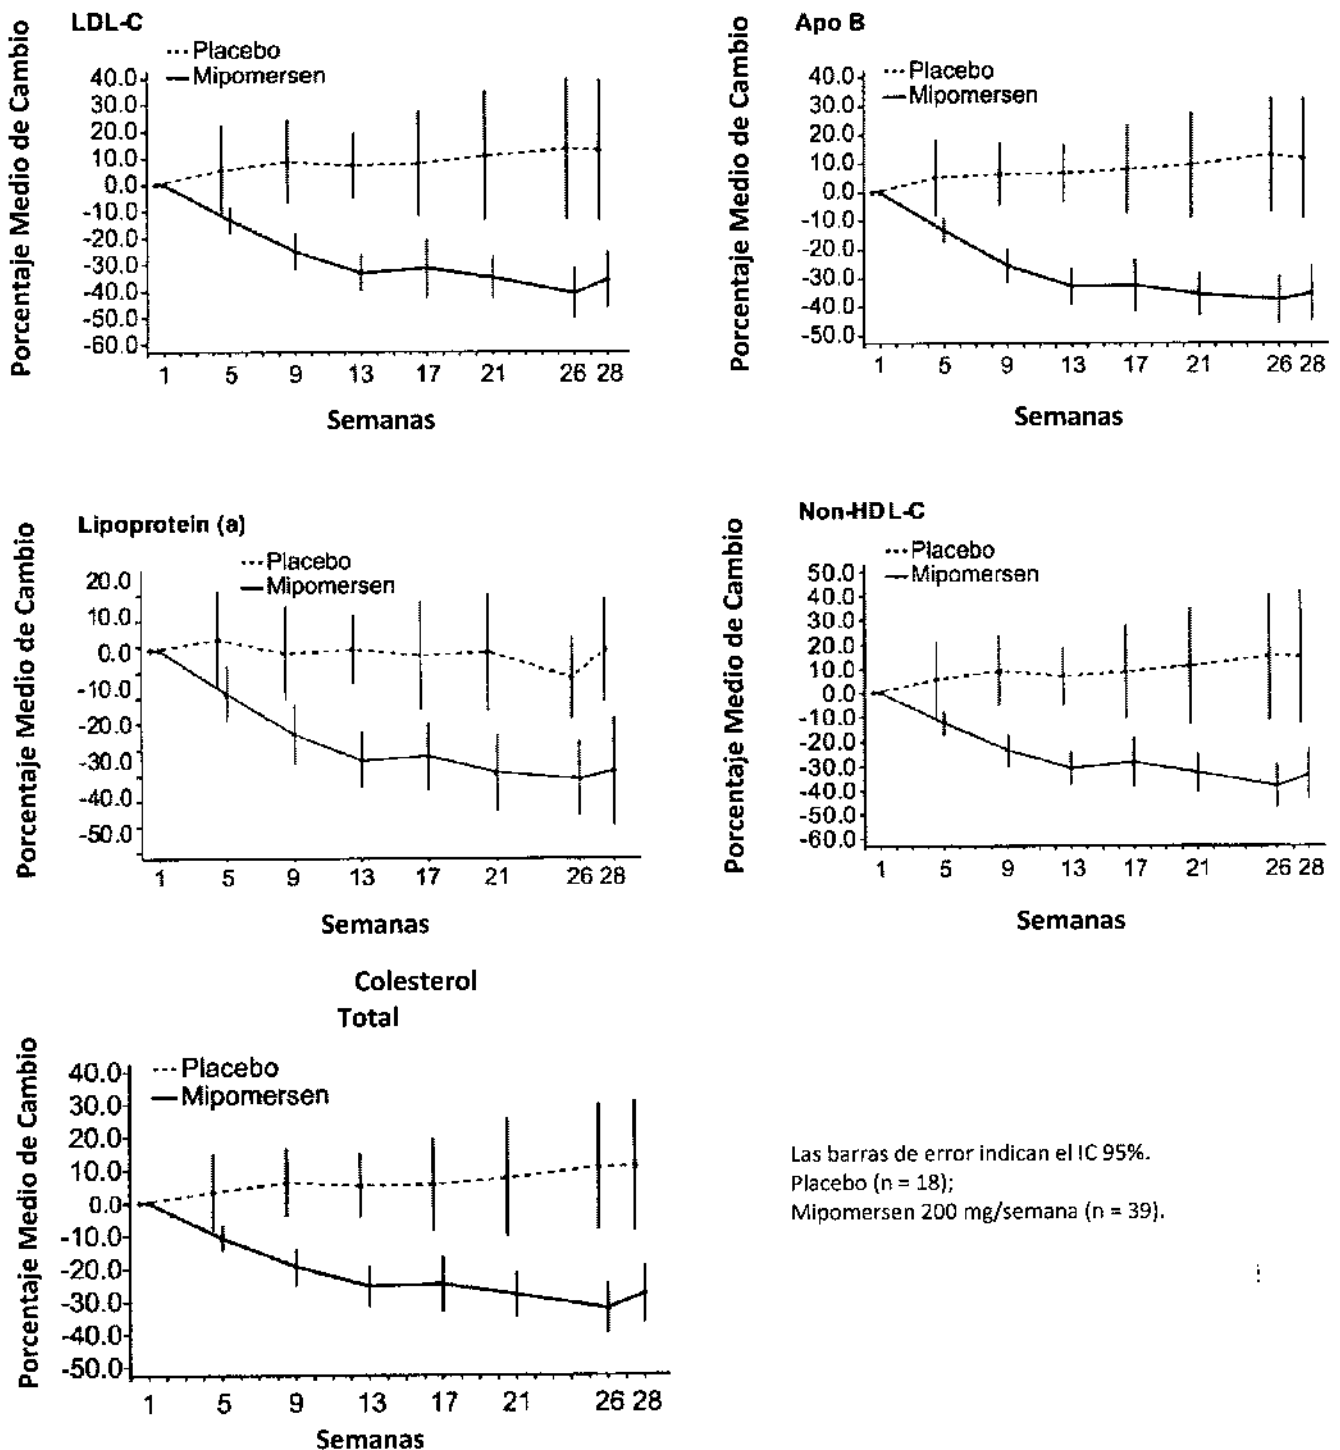 LDL-C
Porcentaje Medio de Cambio
Placebo
Mipomersen
40.0
30.0
20.0
10.0
0.0
-10.0
-20.0
-30.0
-40.0
-50.0
-60.0
1 5 9 13 17 21 26 28
Semanas
Apo B
Porcentaje Medio de Cambio
Placebo
Mipomersen
40.0
30.0
20.0
10.0
0.0
-10.0
-20.0
-30.0
-40.0
-50.0
1 5 9 13 17 21 26 28
Semanas
Lipoprotein (a)
Porcentaje Medio de Cambio
Placebo
Mipomersen
20.0
10.0
0.0
-10.0
-20.0
-30.0
-40.0
-50.0
1 5 9 13 17 21 26 28
Semanas
Non-HDL-C
Porcentaje Medio de Cambio
Placebo
Mipomersen
50.0
40.0
30.0
20.0
10.0
0.0
-10.0
-20.0
-30.0
-40.0
-50.0
-60.0
1 5 9 13 17 21 26 28
Semanas
Colesterol
Total
Porcentaje Medio de Cambio
Placebo
Mipomersen
40.0
30.0
20.0
10.0
0.0
-10.0
-20.0
-30.0
-40.0
-50.0
1 5 9 13 17 21 26 28
Semanas
Las barras de error indican el IC 95%.
Placebo (n = 18);
Mipomersen 200 mg/semana (n = 39).